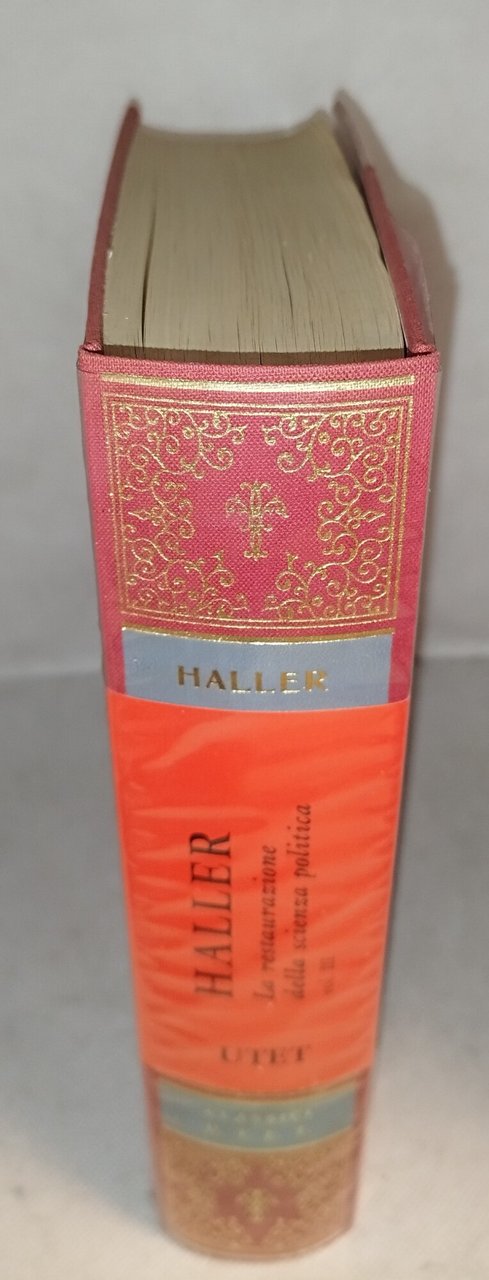 HALLER
HALLER
La restaurazione
della scienza politica
UTET